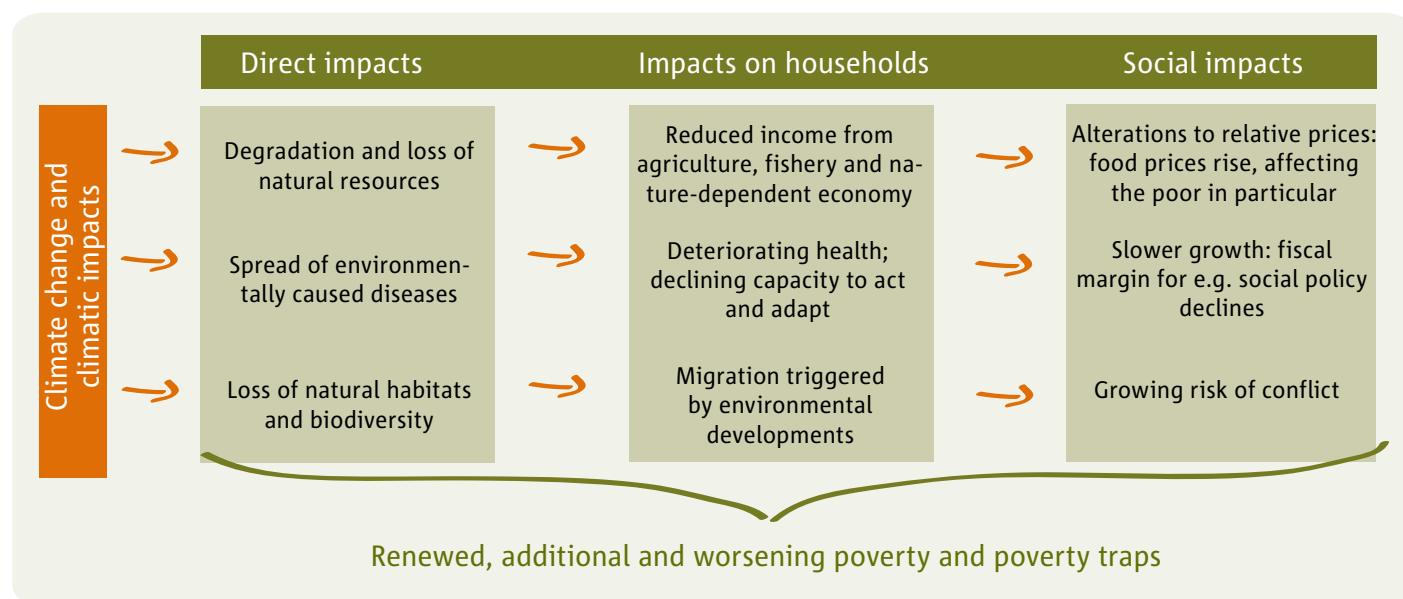 Direct impacts
Impacts on households
Social impacts
Climate change and
climatic impacts
Degradation and loss of
natural resources
Reduced income from
agriculture, fishery and na-
ture-dependent economy
Alterations to relative prices:
food prices rise, affecting
the poor in particular
Spread of environmen-
tally caused diseases
Deteriorating health;
declining capacity to act
and adapt
Slower growth: fiscal
margin for e.g. social policy
declines
Loss of natural habitats
and biodiversity
Migration triggered
by environmental
developments
Growing risk of conflict
Renewed, additional and worsening poverty and poverty traps